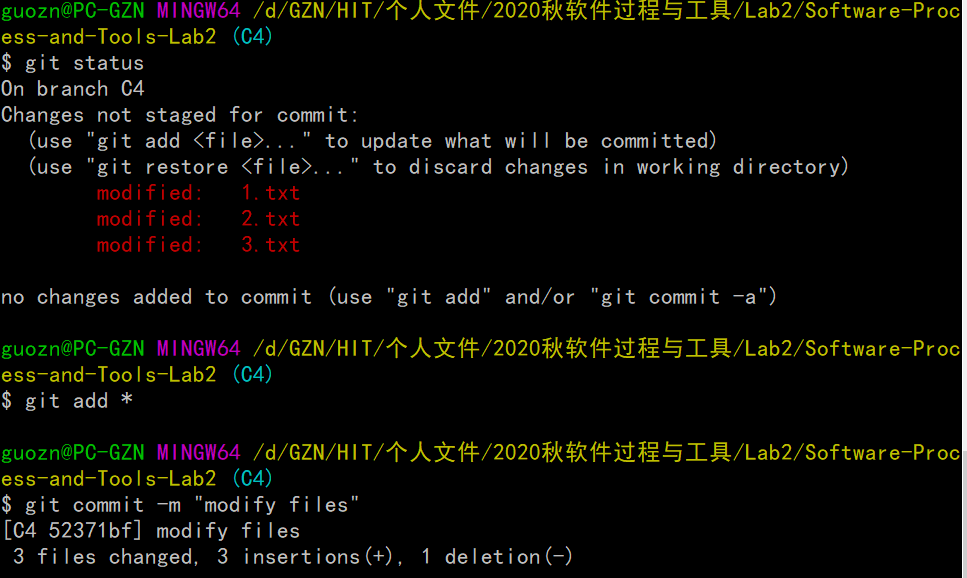 guozn@PC-GZN MINGW64 /d/GZN/HIT/个人文件/2020秋软件过程与工具/Lab2/Software-Proc
ess-and-Tools-Lab2 (C4)
$ git status
On branch C4
Changes not staged for commit:
  (use "git add <file>..." to update what will be committed)
  (use "git restore <file>..." to discard changes in working directory)
        modified:   1.txt
        modified:   2.txt
        modified:   3.txt

no changes added to commit (use "git add" and/or "git commit -a")

guozn@PC-GZN MINGW64 /d/GZN/HIT/个人文件/2020秋软件过程与工具/Lab2/Software-Proc
ess-and-Tools-Lab2 (C4)
$ git add *

guozn@PC-GZN MINGW64 /d/GZN/HIT/个人文件/2020秋软件过程与工具/Lab2/Software-Proc
ess-and-Tools-Lab2 (C4)
$ git commit -m "modify files"
[C4 52371bf] modify files
 3 files changed, 3 insertions(+), 1 deletion(-)